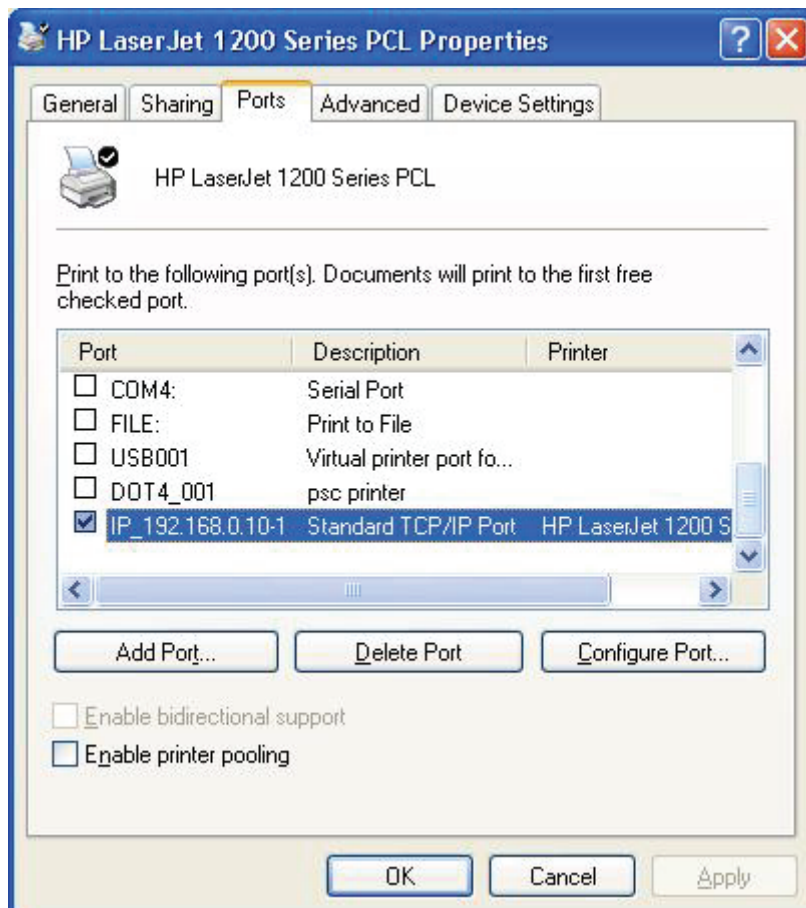 HP LaserJet 1200 Series PCL Properties
General Sharing Ports Advanced Device Settings
HP LaserJet 1200 Series PCL
Print to the following port(s). Documents will print to the first free
checked port.
Port Description Printer
COM4: Serial Port
FILE: Print to File
USB001 Virtual printer port fo...
DOT4_001 psc printer
IP_192.168.0.10-1 Standard TCP/IP Port HP LaserJet 1200 S
Add Port... Delete Port Configure Port...
Enable bidirectional support
Enable printer pooling
OK Cancel Apply